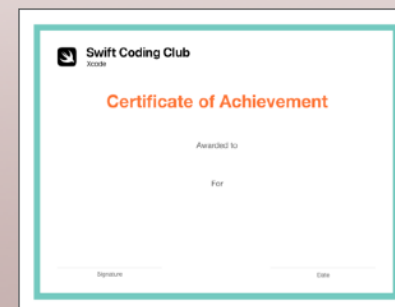 Swift Coding Club
Xcode
Certificate of Achievement
Awarded to
For
Signature
Date